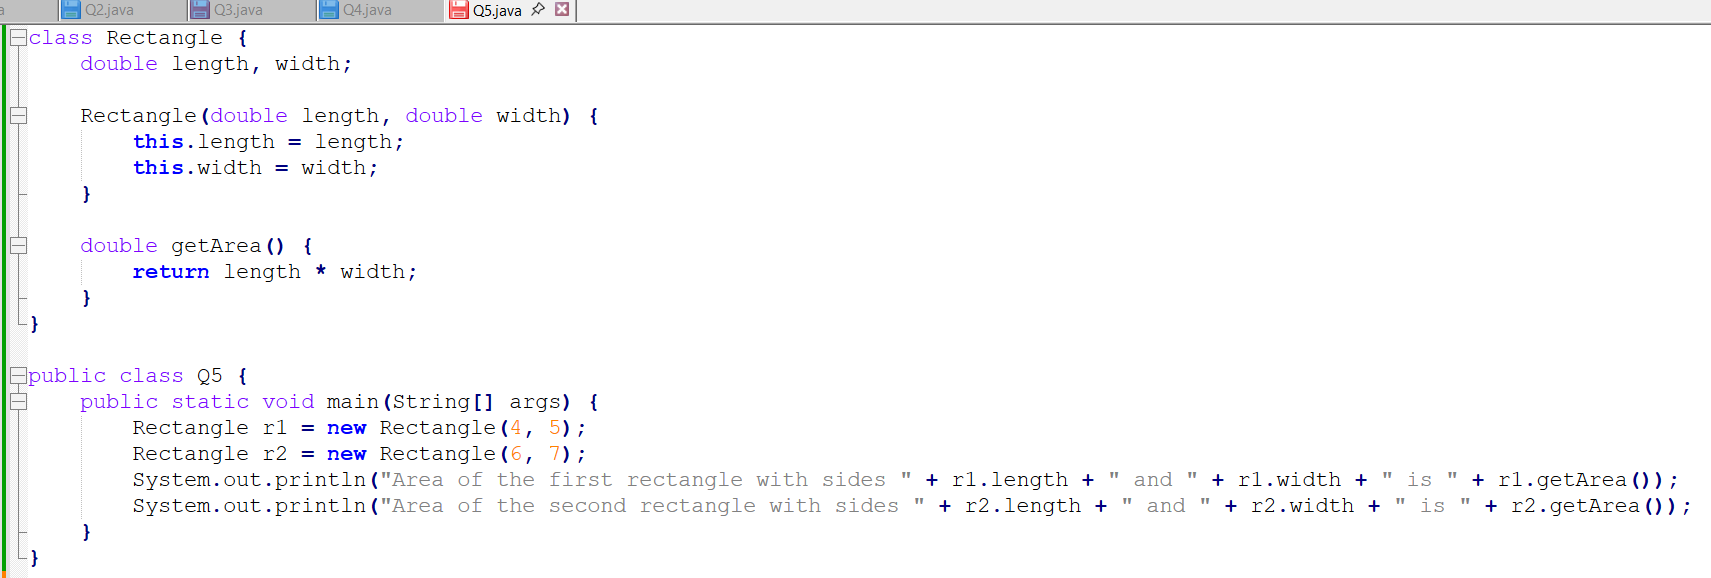 a Q2.java Q3.java Q4.java Q5.java
class Rectangle {
    double length, width;

    Rectangle(double length, double width) {
        this.length = length;
        this.width = width;
    }

    double getArea() {
        return length * width;
    }
}

public class Q5 {
    public static void main(String[] args) {
        Rectangle r1 = new Rectangle(4, 5);
        Rectangle r2 = new Rectangle(6, 7);
        System.out.println("Area of the first rectangle with sides " + r1.length + " and " + r1.width + " is " + r1.getArea());
        System.out.println("Area of the second rectangle with sides " + r2.length + " and " + r2.width + " is " + r2.getArea());
    }
}